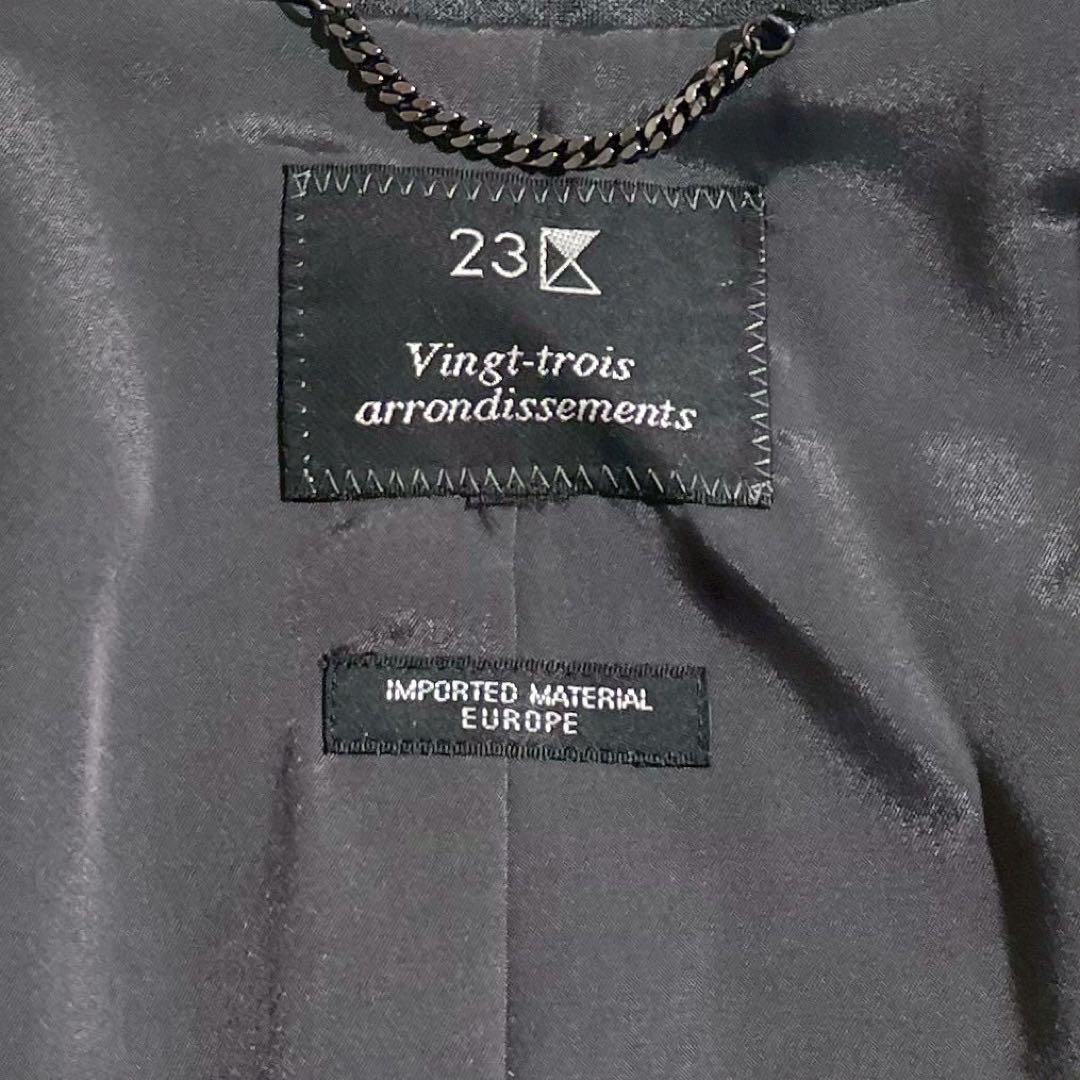 23
Vingt-trois
arrondissements
IMPORTED MATERIAL
EUROPE